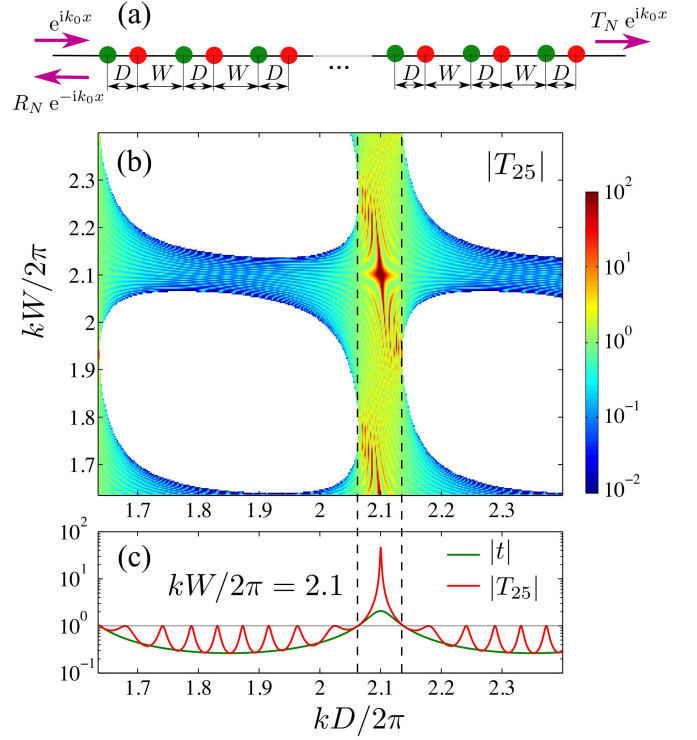 (a)
e^{ik_0x}
T_N e^{ik_0x}
R_N e^{-ik_0x}
D W D W D ... D W D W D
(b)
|T_{25}|
kW/2π
2.3
2.2
2.1
2
1.9
1.8
1.7
1.7 1.8 1.9 2 2.1 2.2 2.3
10^2
10^1
10^0
10^{-1}
10^{-2}
(c)
kW/2π = 2.1
|t|
|T_{25}|
10^2
10^1
10^0
10^{-1}
1.7 1.8 1.9 2 2.1 2.2 2.3
kD/2π